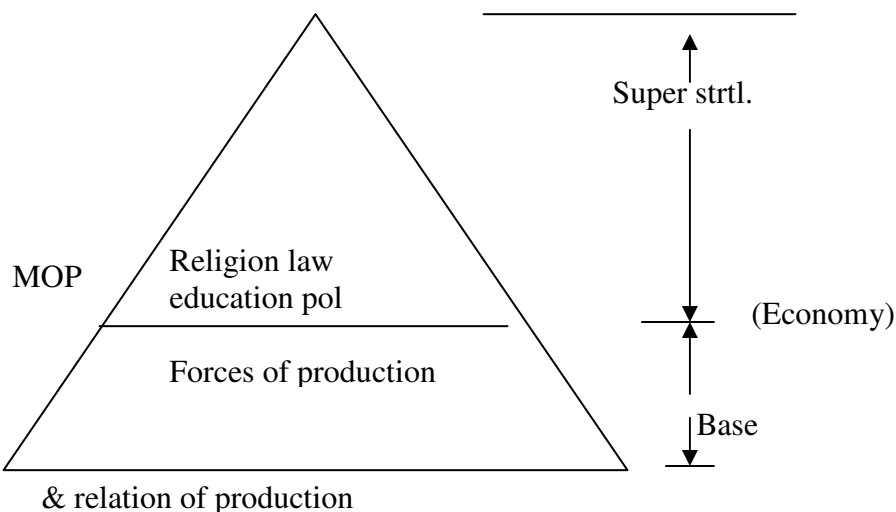 Super strtl.
Religion law
education pol
MOP
(Economy)
Forces of production
Base
& relation of production